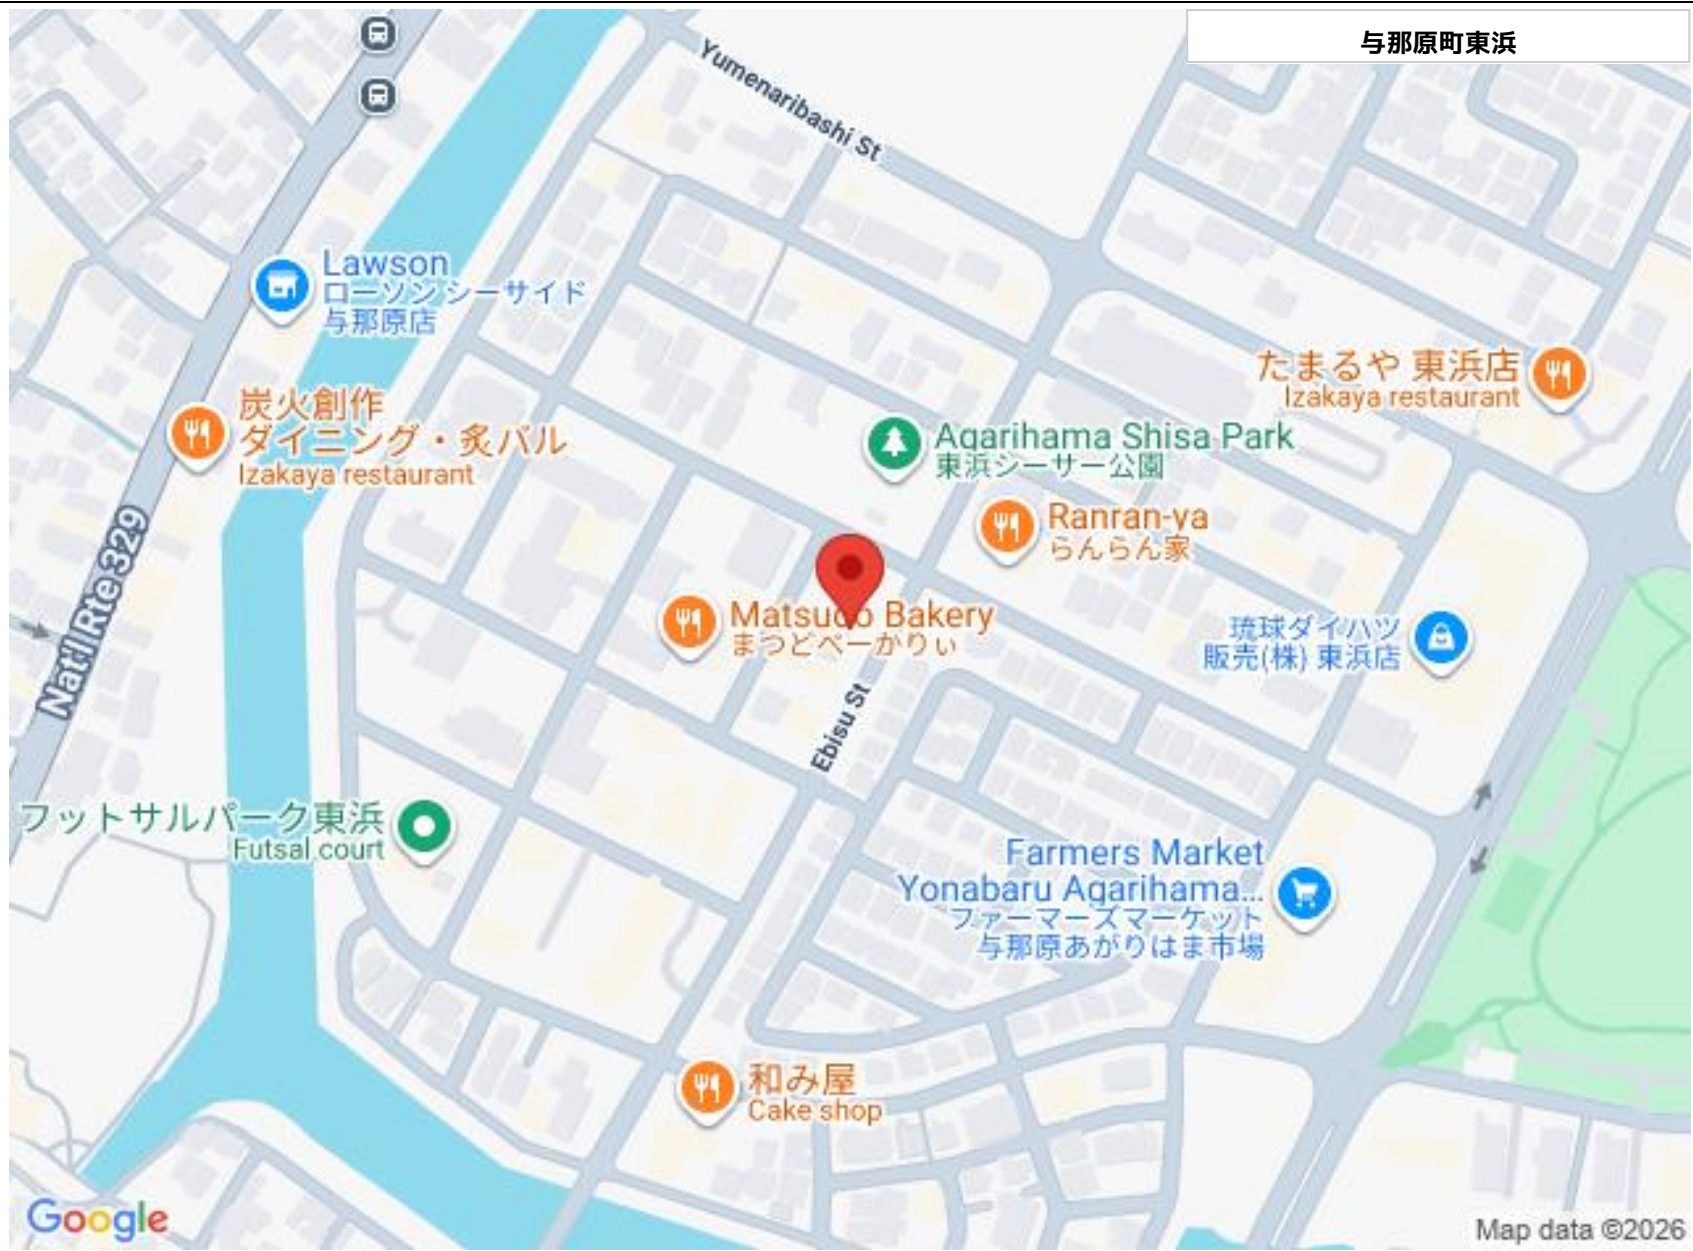 与那原町東浜
Yumenaribashi St
Lawson
ローソン シーサイド
与那原店
炭火創作
ダイニング・炙バル
Izakaya restaurant
たまるや 東浜店
Izakaya restaurant
Agarihama Shisa Park
東浜シーサー公園
Ranran-ya
らんらん家
Nat'l Rte 329
Matsudo Bakery
まつどべーかりぃ
琉球ダイハツ
販売(株) 東浜店
Ebisu St
フットサルパーク東浜
Futsal court
Farmers Market
Yonabaru Agarihama...
ファーマーズマーケット
与那原あがりはま市場
和み屋
Cake shop
Google
Map data ©2026